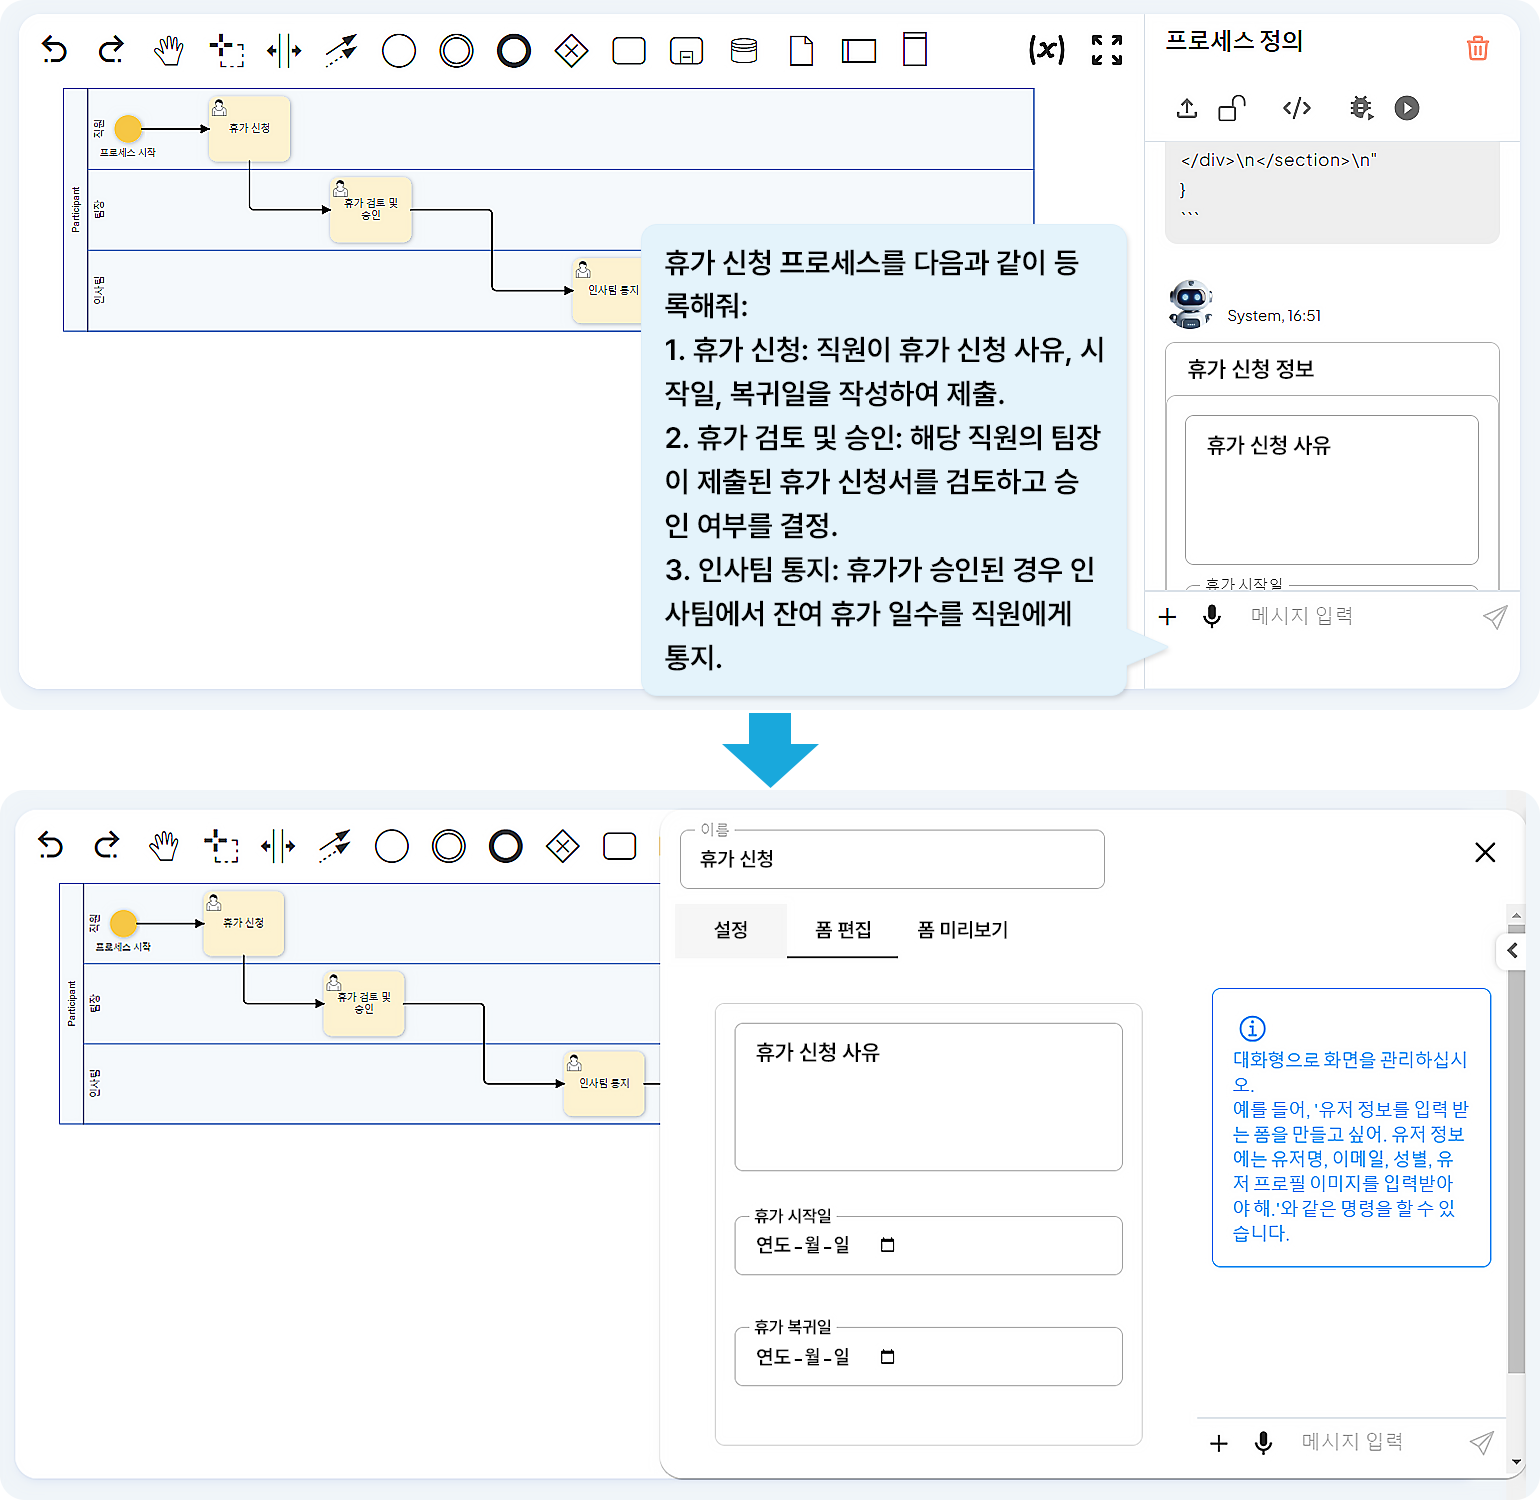 (x)
프로세스 정의
</>
직원
프로세스 시작
휴가 신청
Participant
팀장
휴가 검토 및
승인
인사팀
인사팀 통지
휴가 신청 프로세스를 다음과 같이 등
록해줘:
1. 휴가 신청: 직원이 휴가 신청 사유, 시
작일, 복귀일을 작성하여 제출.
2. 휴가 검토 및 승인: 해당 직원의 팀장
이 제출된 휴가 신청서를 검토하고 승
인 여부를 결정.
3. 인사팀 통지: 휴가가 승인된 경우 인
사팀에서 잔여 휴가 일수를 직원에게
통지.
</div>\n</section>\n"
}
```
System, 16:51
휴가 신청 정보
휴가 신청 사유
휴가 시작일
메시지 입력
직원
프로세스 시작
휴가 신청
Participant
팀장
휴가 검토 및
승인
인사팀
인사팀 통지
이름
휴가 신청
설정
폼 편집
폼 미리보기
휴가 신청 사유
휴가 시작일
연도-월-일
휴가 복귀일
연도-월-일
대화형으로 화면을 관리하십시
오.
예를 들어, '유저 정보를 입력 받
는 폼을 만들고 싶어. 유저 정보
에는 유저명, 이메일, 성별, 유
저 프로필 이미지를 입력받아
야 해.'와 같은 명령을 할 수 있
습니다.
메시지 입력